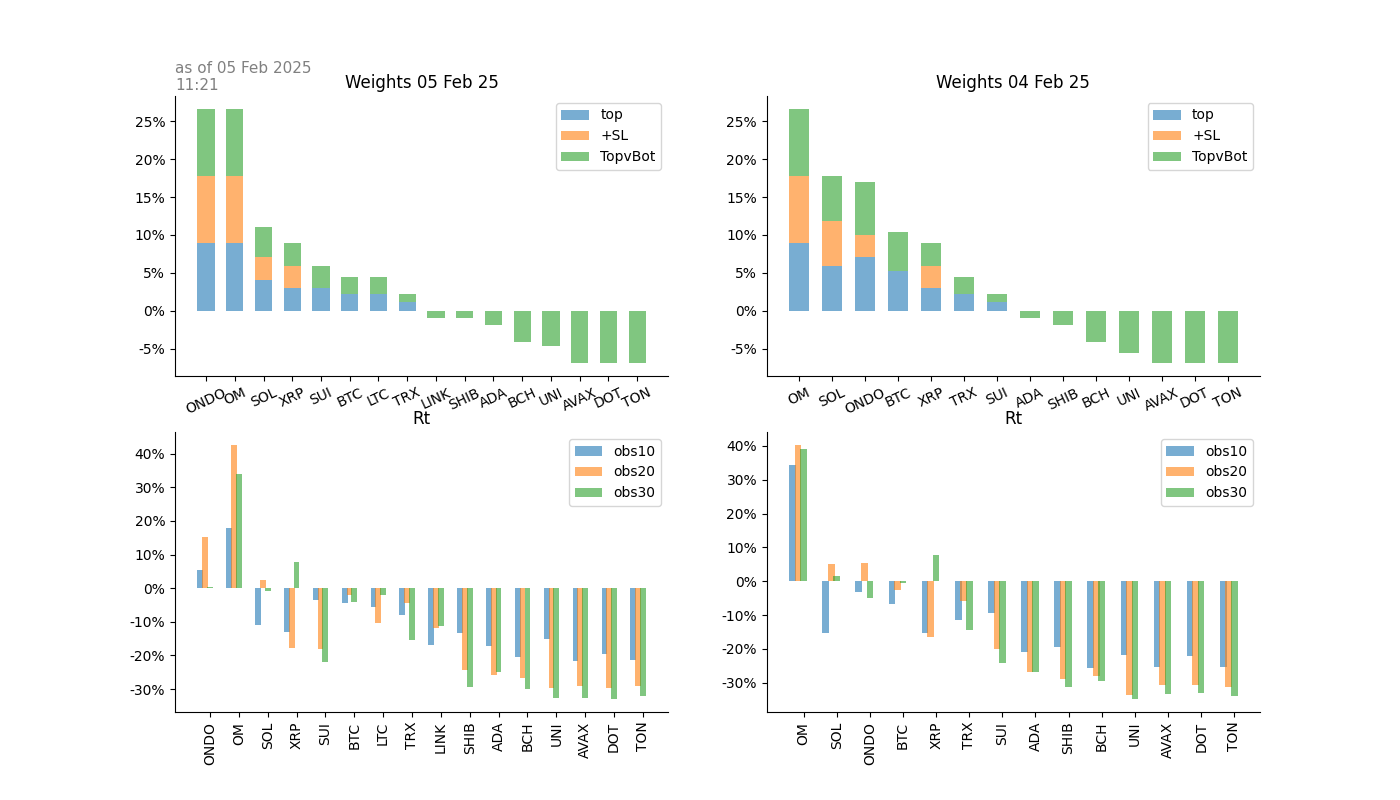 as of 05 Feb 2025
11:21
Weights 05 Feb 25
25%
20%
15%
10%
5%
0%
-5%
top
+SL
TopvBot
ONDO OM SOL XRP SUI BTC LTC TRX LINK SHIB ADA BCH UNI AVAX DOT TON
Weights 04 Feb 25
25%
20%
15%
10%
5%
0%
-5%
top
+SL
TopvBot
OM SOL ONDO BTC XRP TRX SUI ADA SHIB BCH UNI AVAX DOT TON
Rt
40%
30%
20%
10%
0%
-10%
-20%
-30%
obs10
obs20
obs30
ONDO OM SOL XRP SUI BTC LTC TRX LINK SHIB ADA BCH UNI AVAX DOT TON
Rt
40%
30%
20%
10%
0%
-10%
-20%
-30%
obs10
obs20
obs30
OM SOL ONDO BTC XRP TRX SUI ADA SHIB BCH UNI AVAX DOT TON